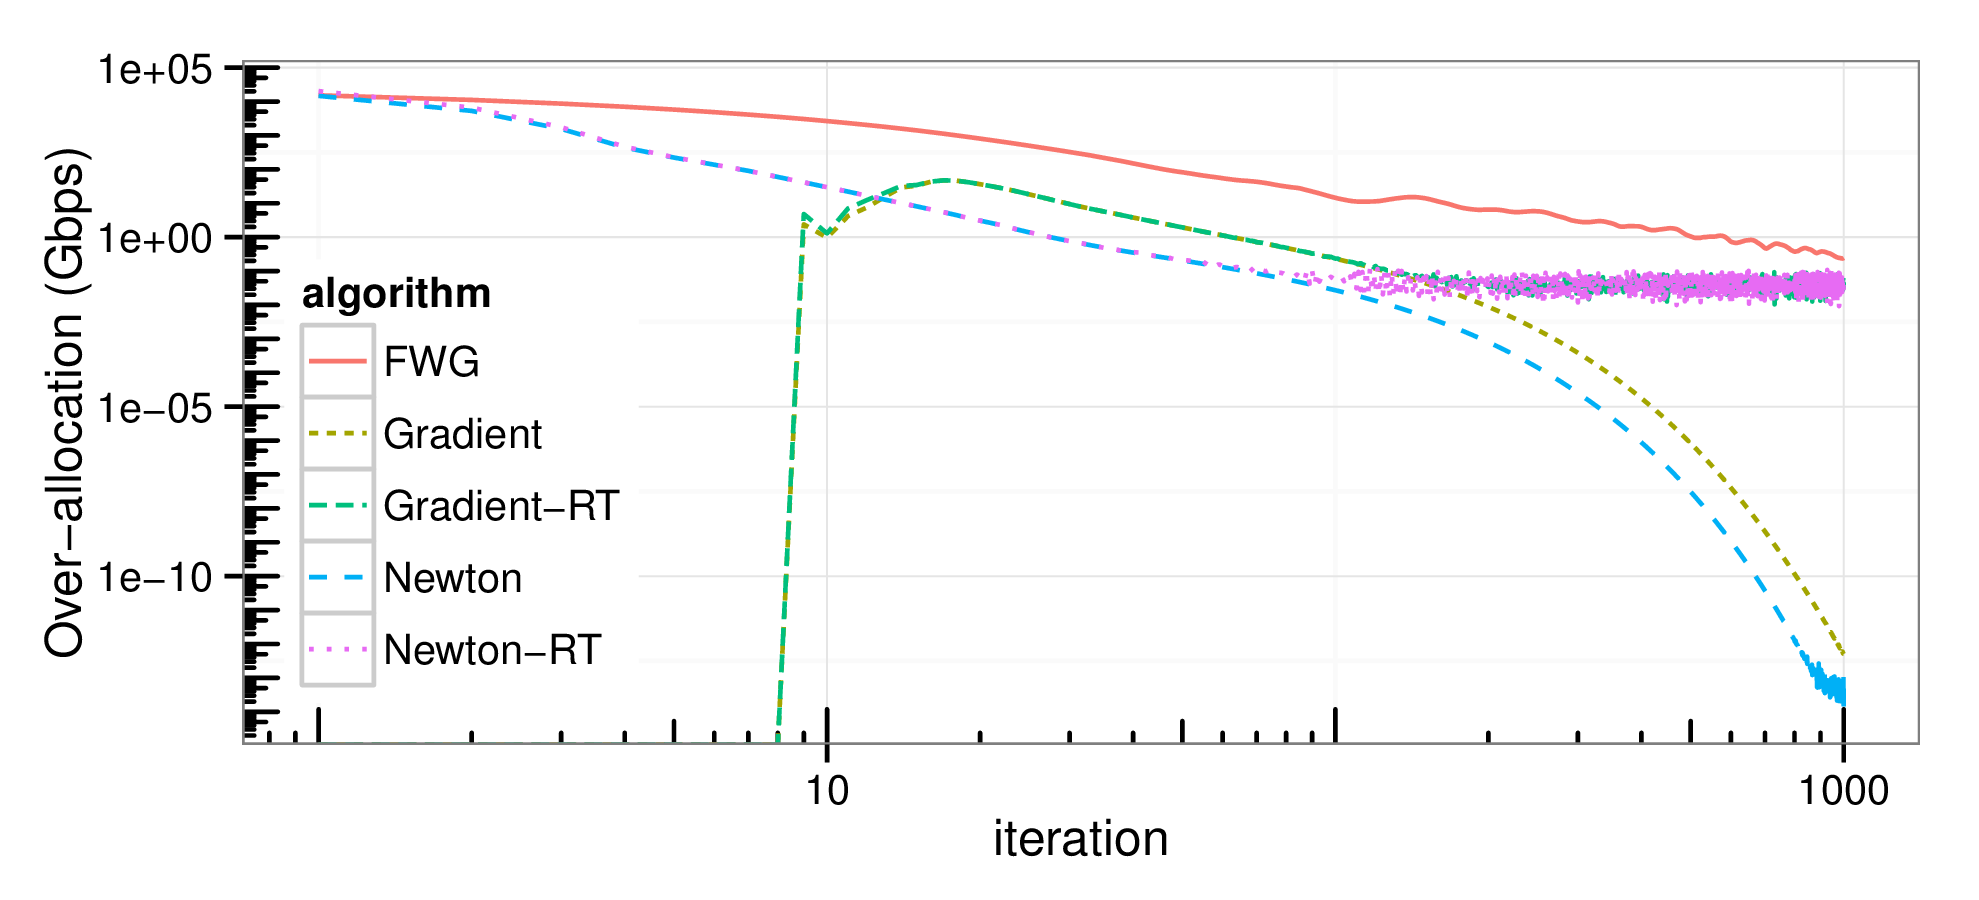 1e+05
1e+00
1e−05
1e−10
Over−allocation (Gbps)
algorithm
FWG
Gradient
Gradient−RT
Newton
Newton−RT
10
1000
iteration